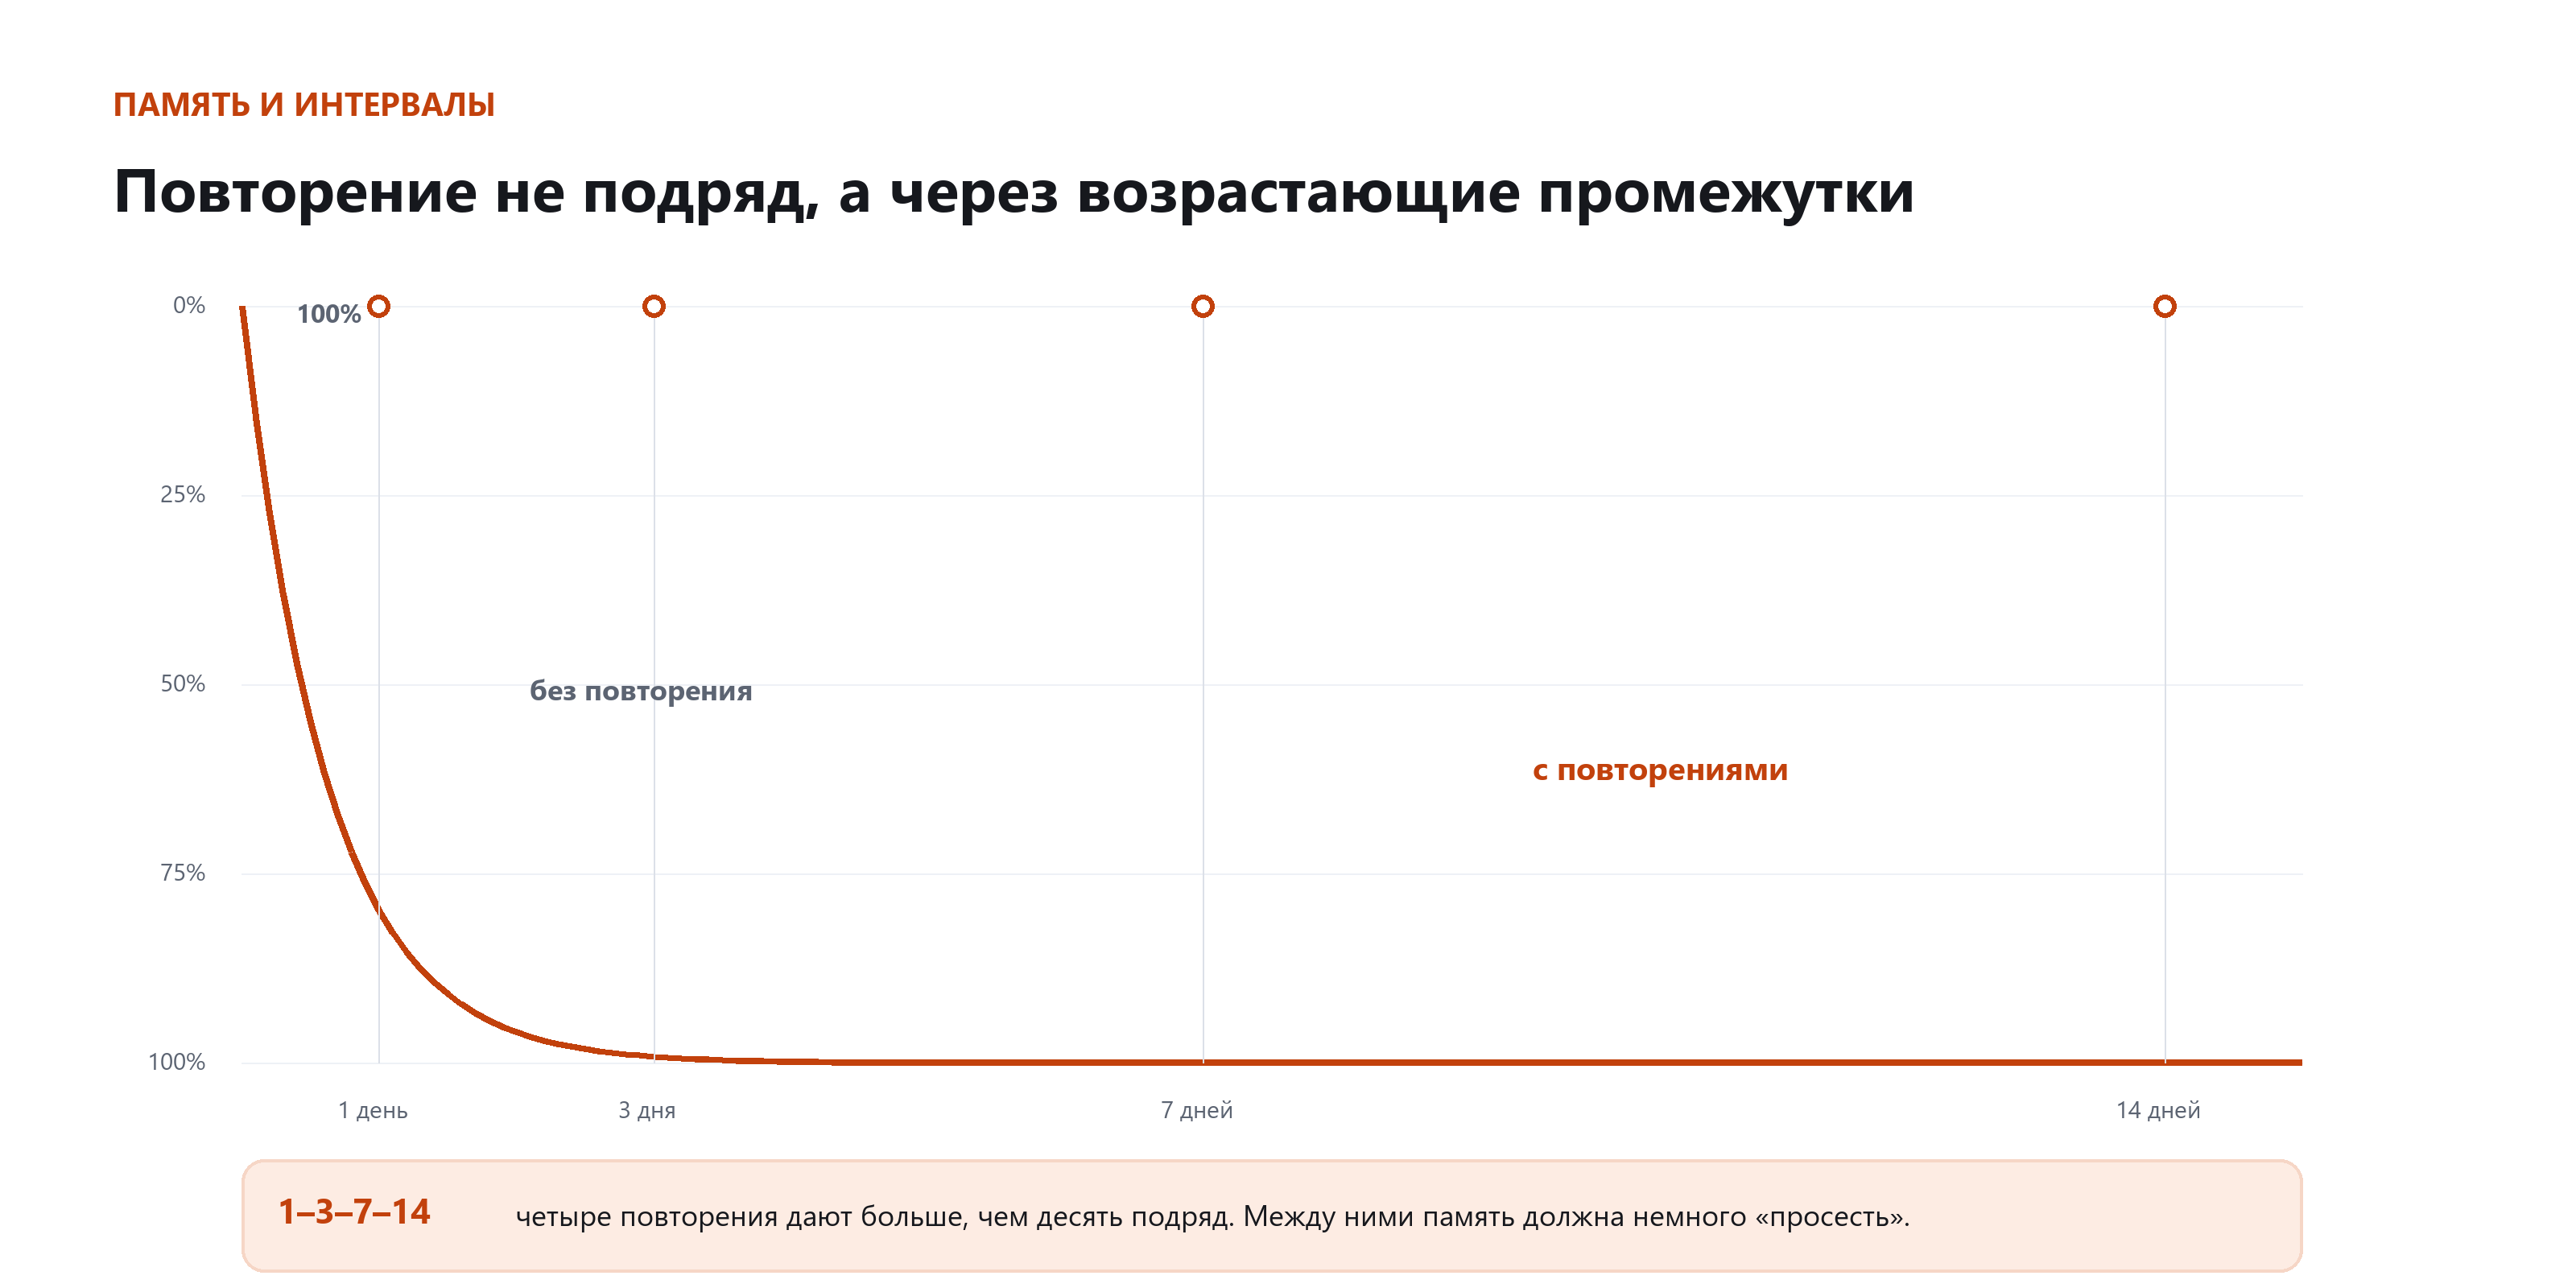 ПАМЯТЬ И ИНТЕРВАЛЫ
Повторение не подряд, а через возрастающие промежутки
0%
100%
25%
50%
без повторения
с повторениями
75%
100%
1 день
3 дня
7 дней
14 дней
1–3–7–14
четыре повторения дают больше, чем десять подряд. Между ними память должна немного «просесть».